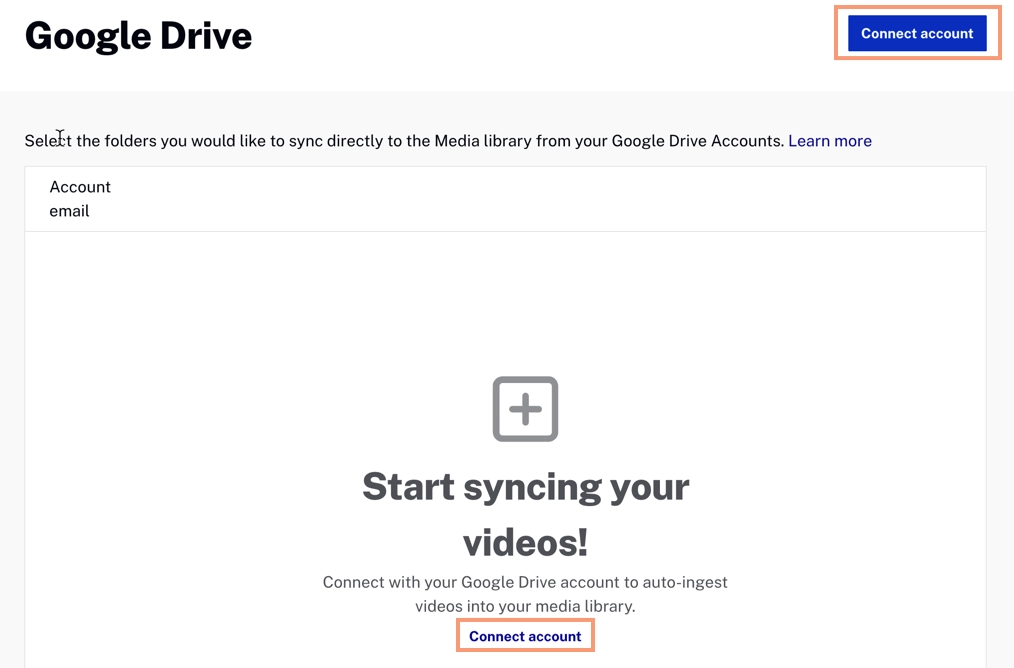 Google Drive
Connect account
Select the folders you would like to sync directly to the Media library from your Google Drive Accounts. Learn more
Account
email
Start syncing your
videos!
Connect with your Google Drive account to auto-ingest
videos into your media library.
Connect account